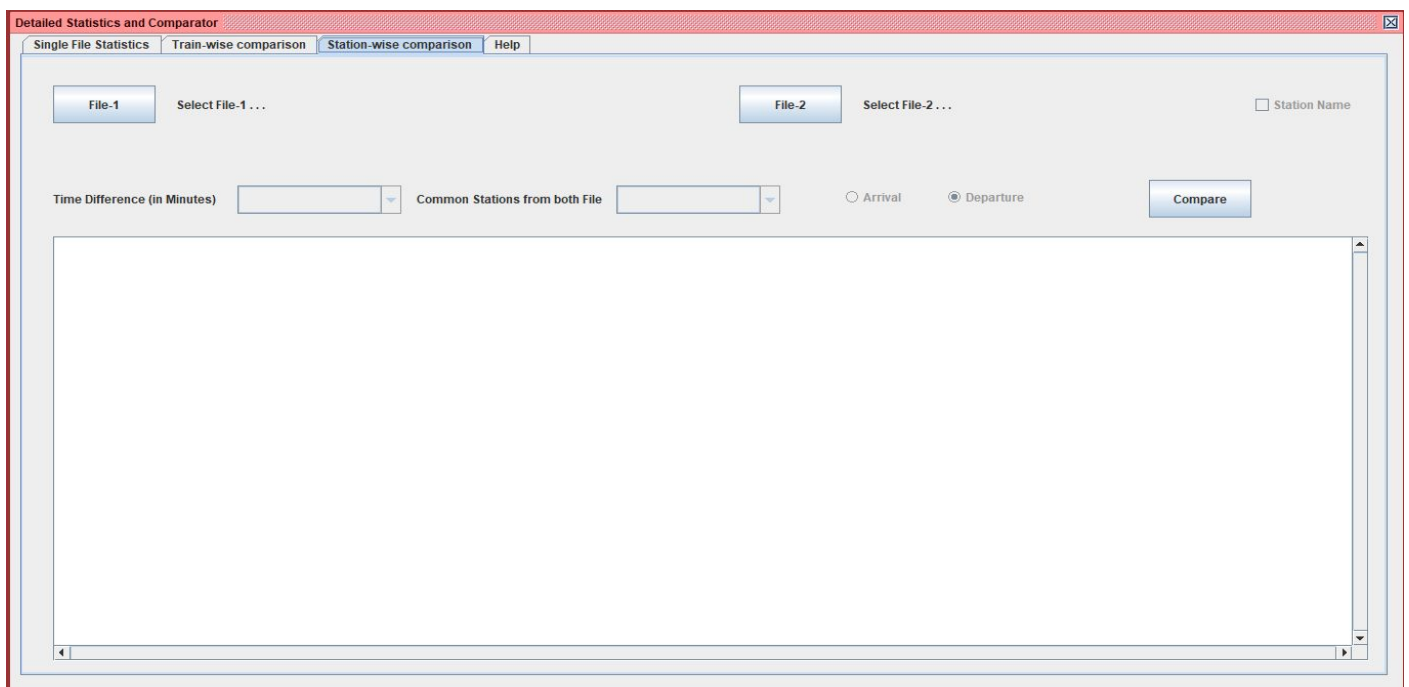 Detailed Statistics and Comparator
Single File Statistics Train-wise comparison Station-wise comparison Help
File-1 Select File-1 . . . File-2 Select File-2 . . . Station Name
Time Difference (in Minutes) Common Stations from both File Arrival Departure Compare